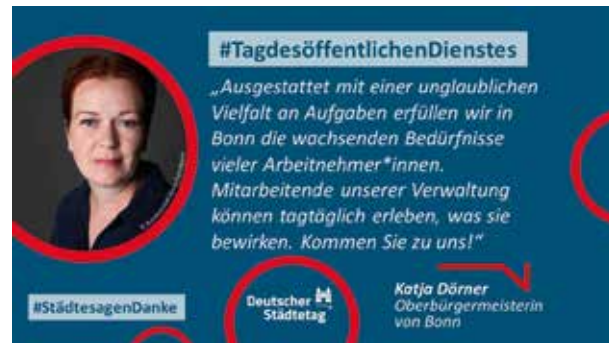 #TagdesöffentlichenDienstes
„Ausgestattet mit einer unglaublichen
Vielfalt an Aufgaben erfüllen wir in
Bonn die wachsenden Bedürfnisse
vieler Arbeitnehmer*innen.
Mitarbeitende unserer Verwaltung
können tagtäglich erleben, was sie
bewirken. Kommen Sie zu uns!“
#StädtesagenDanke
Deutscher
Städtetag
Katja Dörner
Oberbürgermeisterin
von Bonn